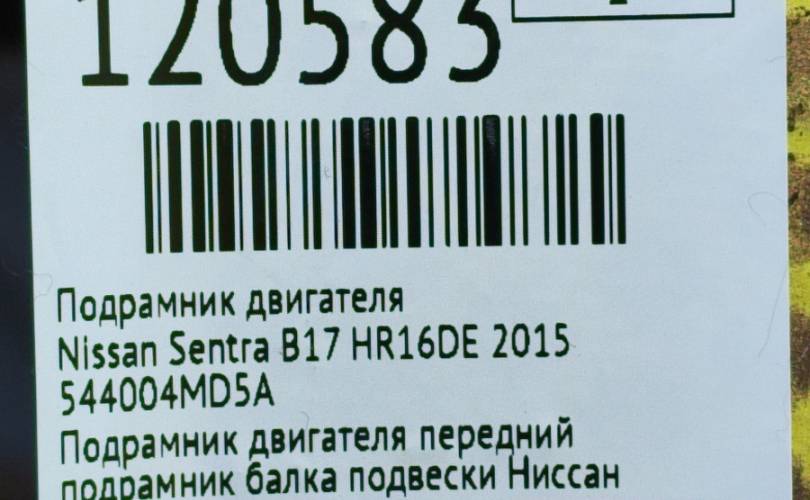 120583
Подрамник двигателя
Nissan Sentra B17 HR16DE 2015
544004MD5A
Подрамник двигателя передний
подрамник балка подвески Ниссан